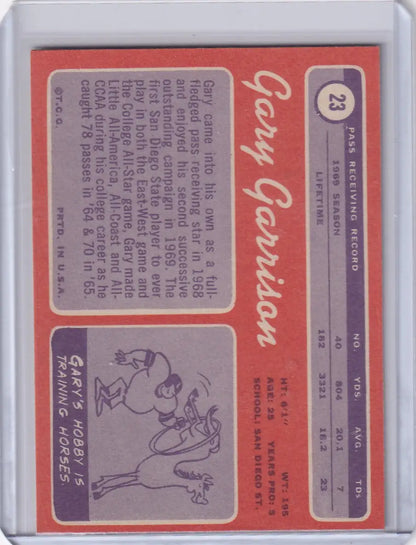 23
PASS RECEIVING RECORD
NO. YDS. AVG. TDs
1969 SEASON 40 804 20.1 7
LIFETIME 182 3321 18.2 23
Gary Garrison
HT: 6'1" WT: 195
AGE: 25 YEARS PRO: 3
SCHOOL: SAN DIEGO ST.
Gary came into his own as a full-
fledged pass receiving star in 1968
and enjoyed his second successive
outstanding campaign in 1969. The
first San Diego State player to ever
play in both the East-West game and
the College All-Star game, Gary made
Little All-America, All-Coast and All-
CCAA during his college career as he
caught 78 passes in '64 & 70 in '65.
©T.C.G. PRTD. IN U.S.A.
GARY'S HOBBY IS
TRAINING HORSES.